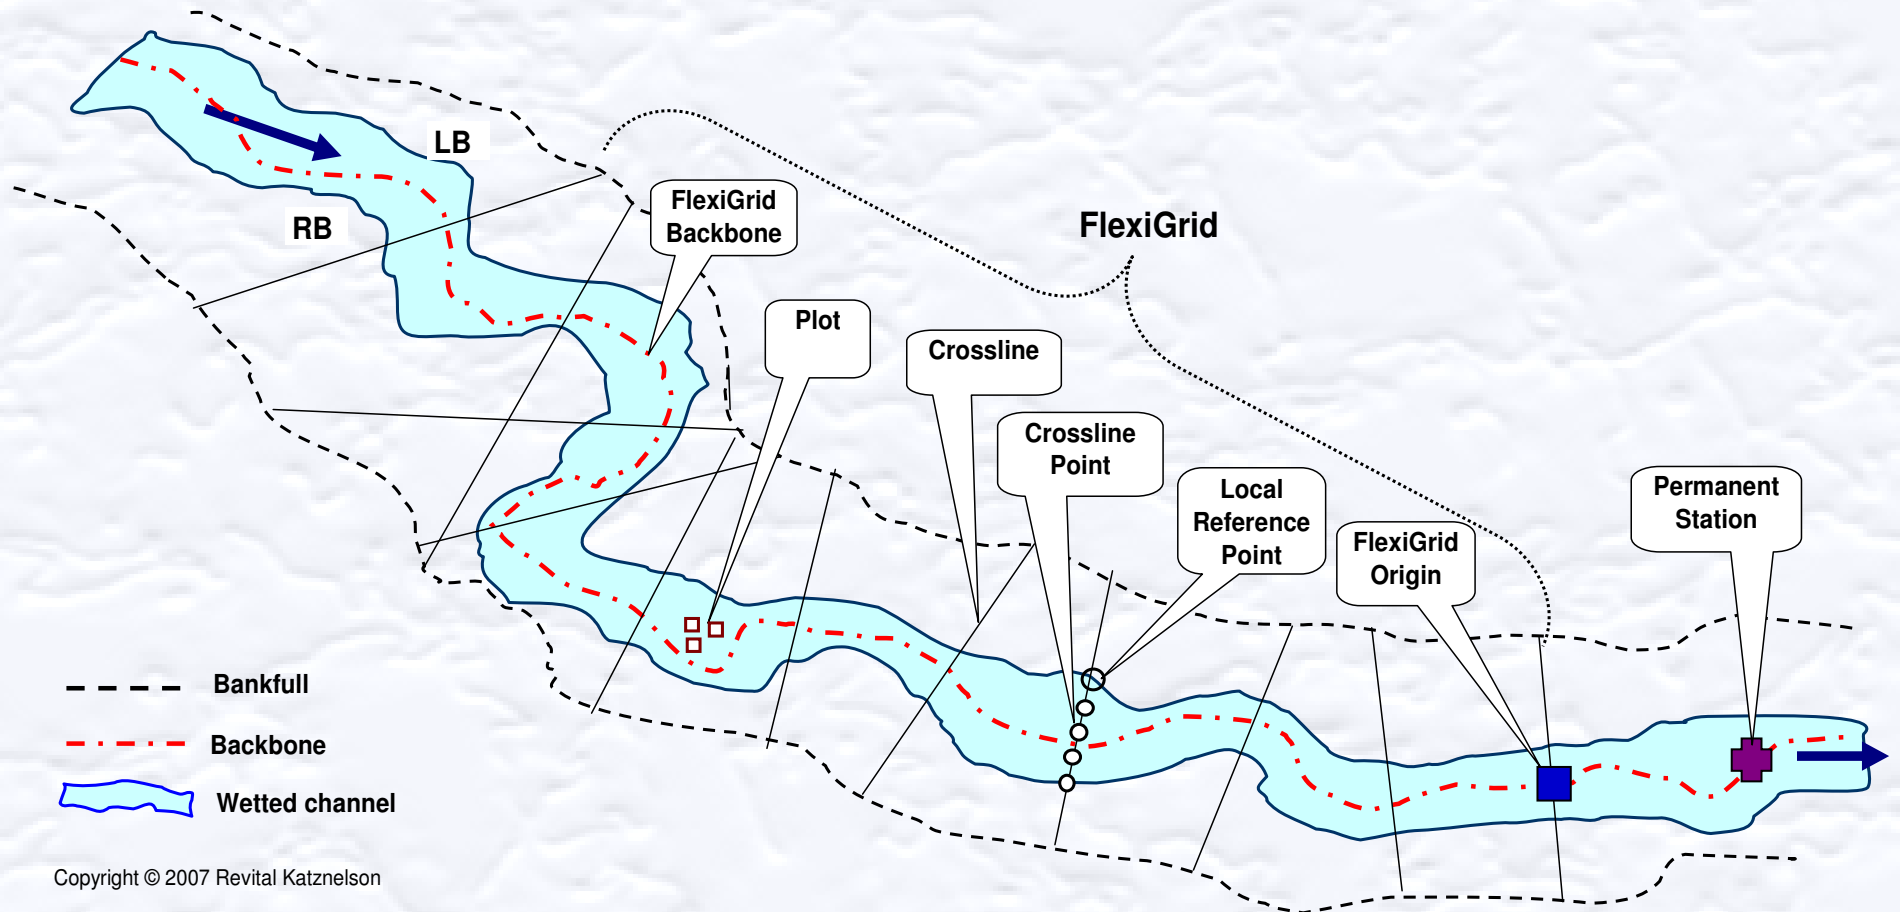 LB
RB
FlexiGrid
Backbone
FlexiGrid
Plot
Crossline
Crossline
Point
Local
Reference
Point
FlexiGrid
Origin
Permanent
Station
Bankfull
Backbone
Wetted channel
Copyright © 2007 Revital Katznelson